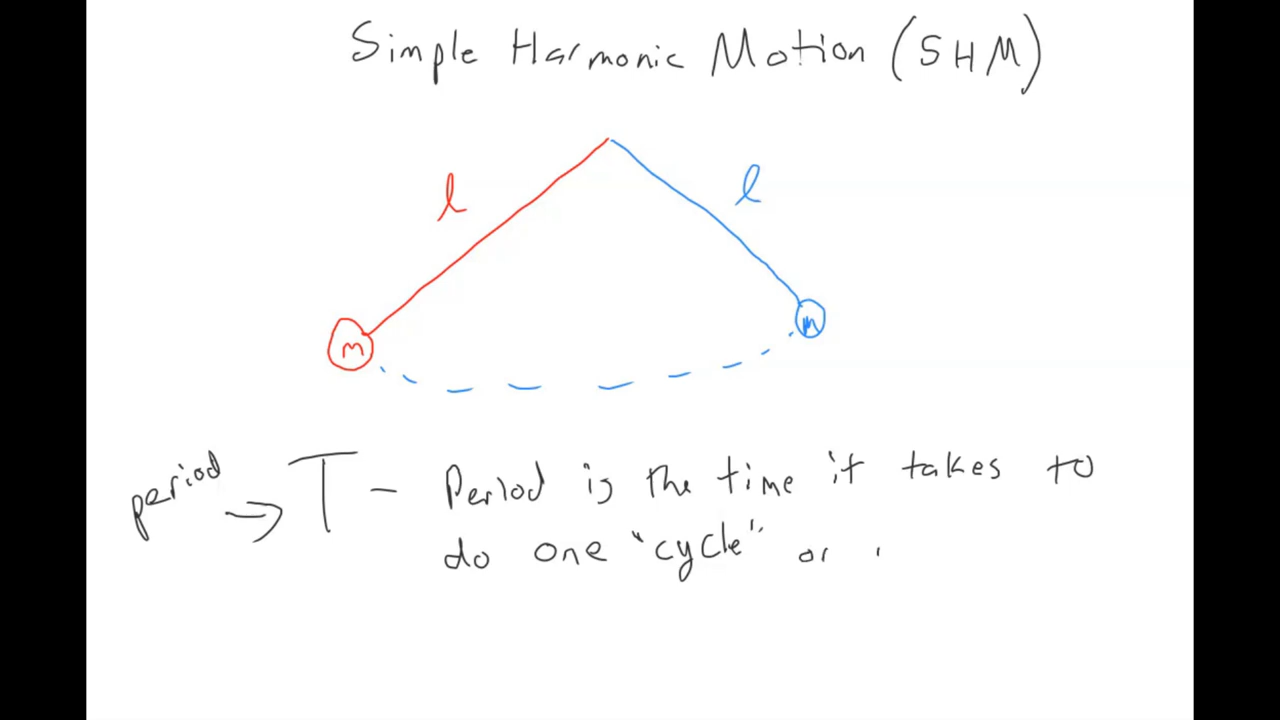 Simple Harmonic Motion (SHM)
l
l
m
m
period → T – Period is the time it takes to
do one "cycle" or